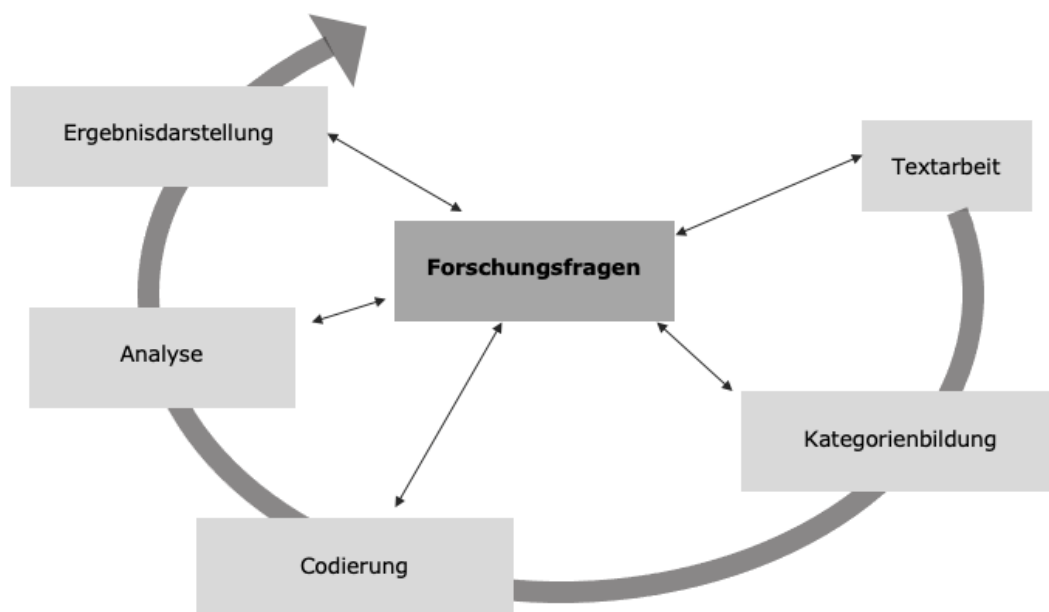 Ergebnisdarstellung
Textarbeit
Forschungsfragen
Analyse
Kategorienbildung
Codierung